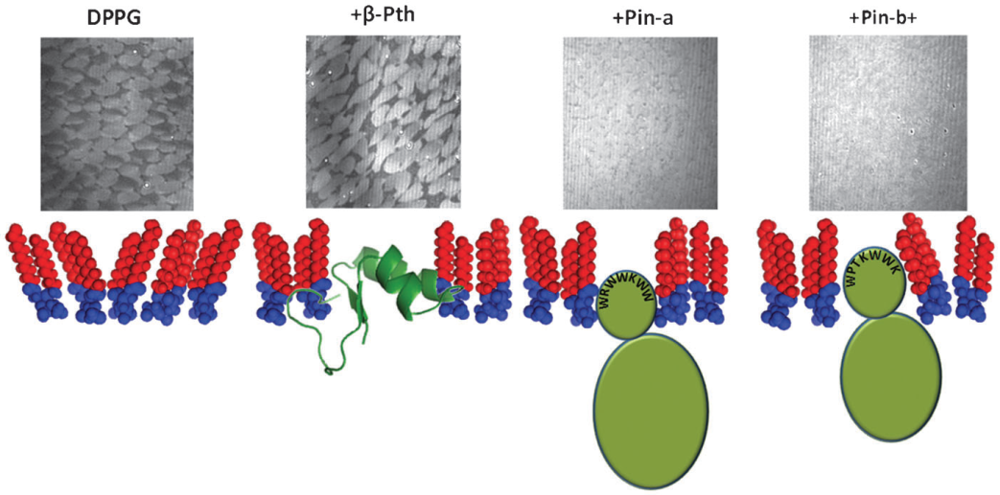 DPPG
+β-Pth
+Pin-a
+Pin-b+
WRWWKWW
WPTKWWK